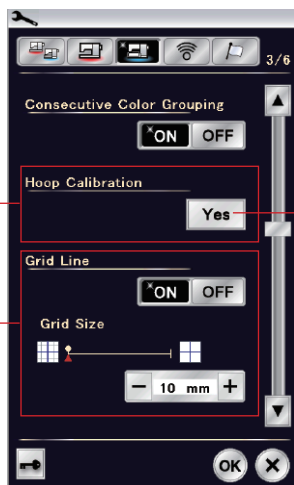 3/6
Consecutive Color Grouping
ON OFF
Hoop Calibration
Yes
Grid Line
ON OFF
Grid Size
− 10 mm +
OK X